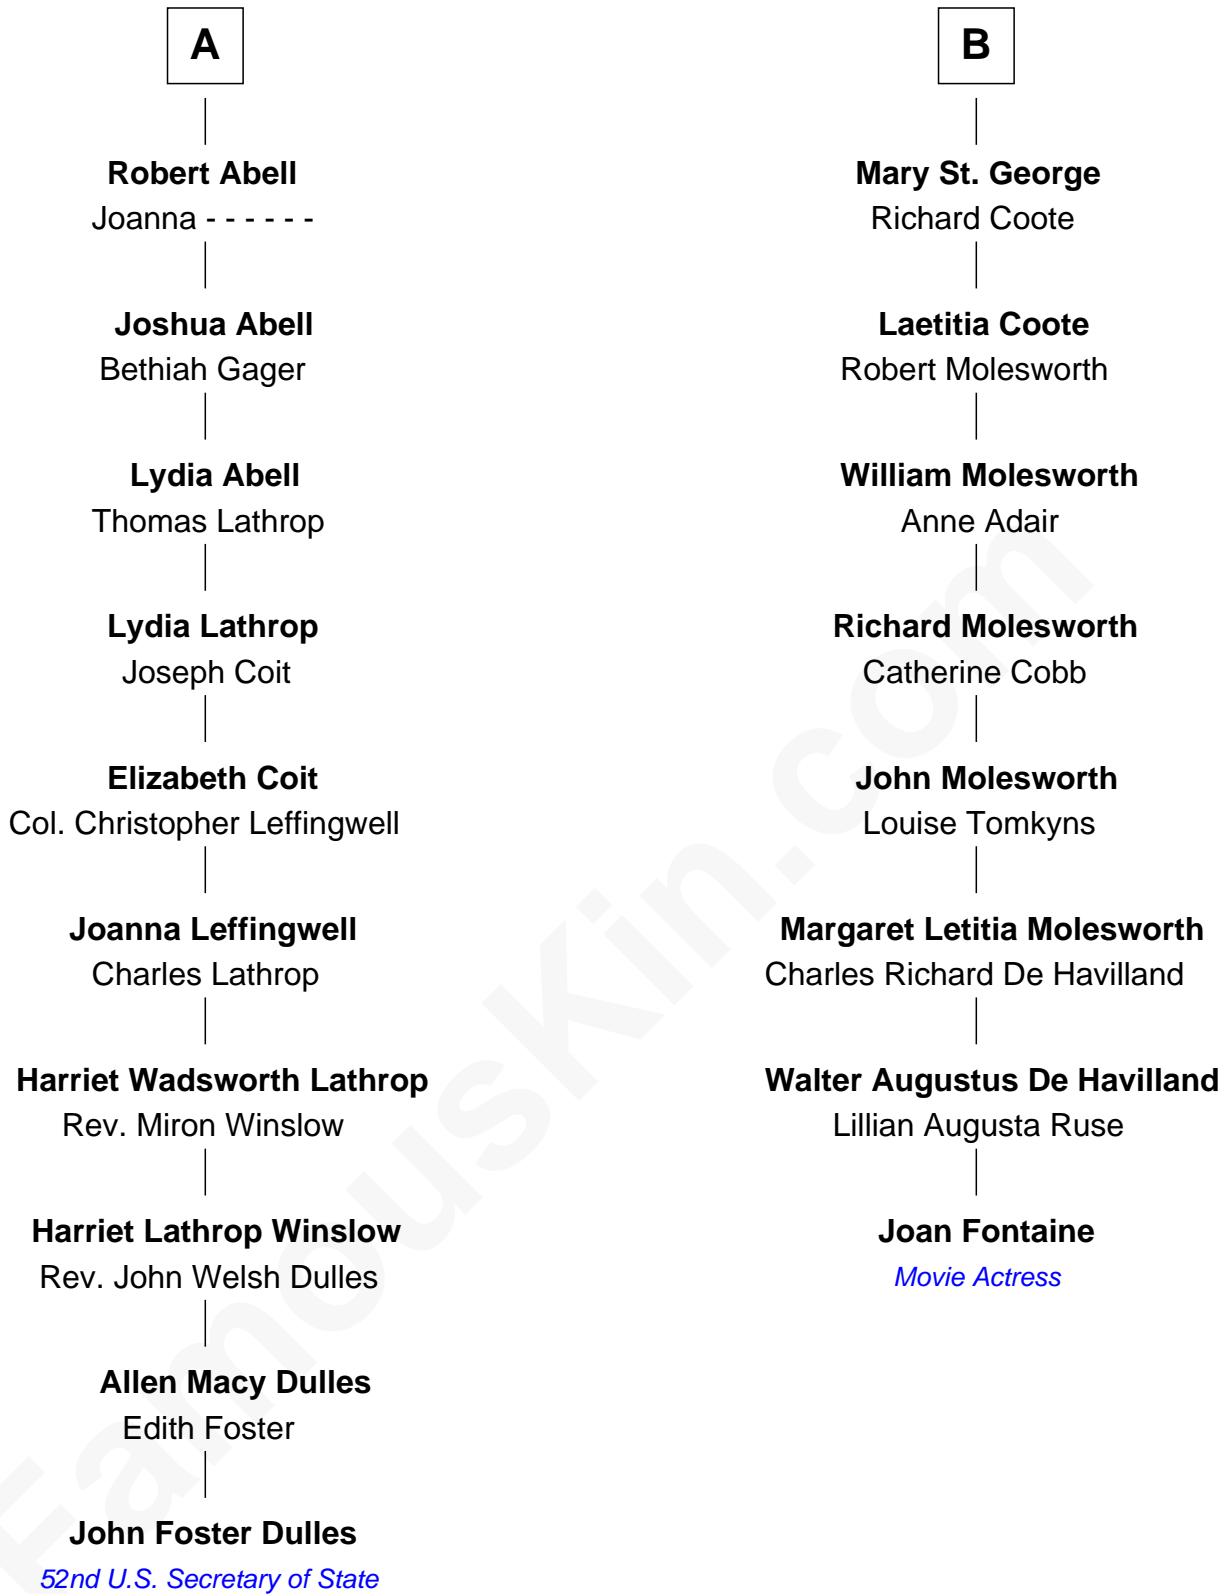 A
Robert Abell
Joanna - - - - - -
Joshua Abell
Bethiah Gager
Lydia Abell
Thomas Lathrop
Lydia Lathrop
Joseph Coit
Elizabeth Coit
Col. Christopher Leffingwell
Joanna Leffingwell
Charles Lathrop
Harriet Wadsworth Lathrop
Rev. Miron Winslow
Harriet Lathrop Winslow
Rev. John Welsh Dulles
Allen Macy Dulles
Edith Foster
John Foster Dulles
52nd U.S. Secretary of State
B
Mary St. George
Richard Coote
Laetitia Coote
Robert Molesworth
William Molesworth
Anne Adair
Richard Molesworth
Catherine Cobb
John Molesworth
Louise Tomkyns
Margaret Letitia Molesworth
Charles Richard De Havilland
Walter Augustus De Havilland
Lillian Augusta Ruse
Joan Fontaine
Movie Actress
FamousKin.com